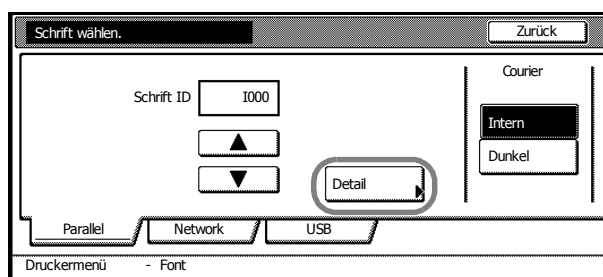 Schrift wählen.
Zurück
Courier
Schrift ID
I000
Intern
Dunkel
Detail
Parallel
Network
USB
Druckermenü - Font